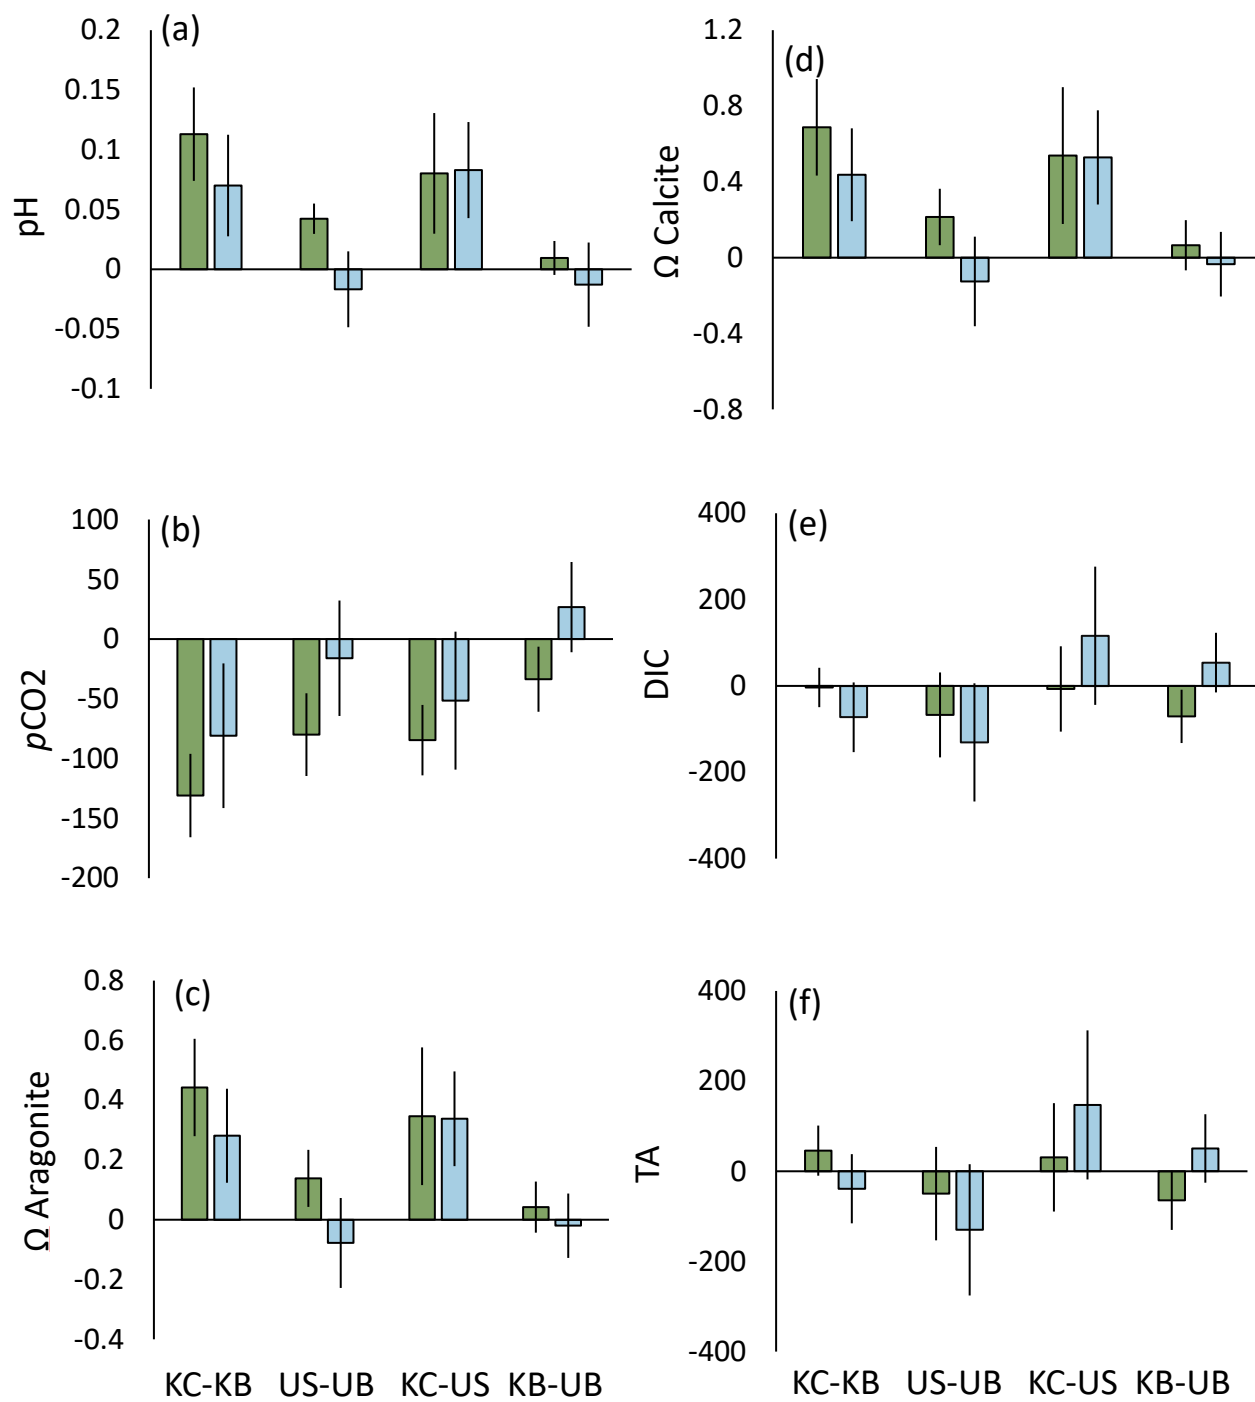 (a)
0.2
0.15
0.1
0.05
0
-0.05
-0.1
pH
(d)
1.2
0.8
0.4
0
-0.4
-0.8
Ω Calcite
(b)
100
50
0
-50
-100
-150
-200
pCO2
(e)
400
200
0
-200
-400
DIC
(c)
0.8
0.6
0.4
0.2
0
-0.2
-0.4
Ω Aragonite
KC-KB US-UB KC-US KB-UB
(f)
400
200
0
-200
-400
TA
KC-KB US-UB KC-US KB-UB